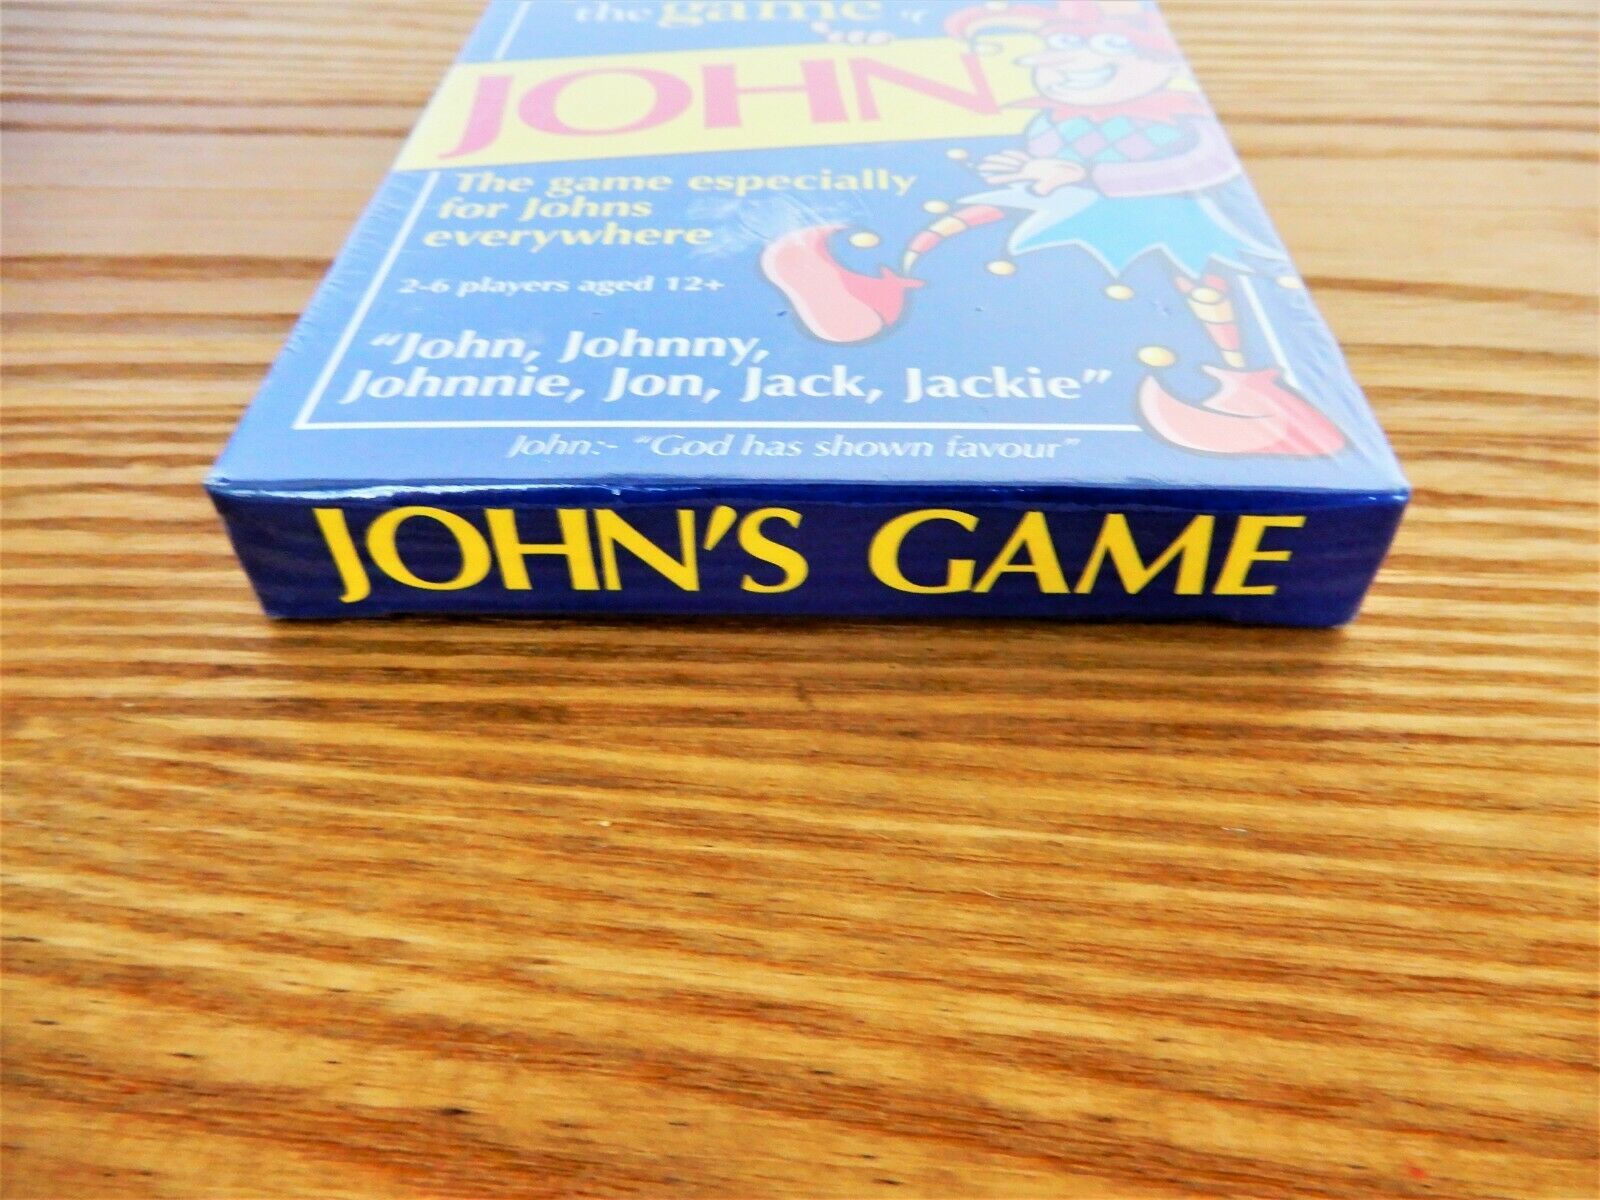 the game
JOHN
The game especially
for Johns
everywhere
2-6 players aged 12+
"John, Johnny,
Johnnie, Jon, Jack, Jackie"
John:- "God has shown favour"
JOHN'S GAME